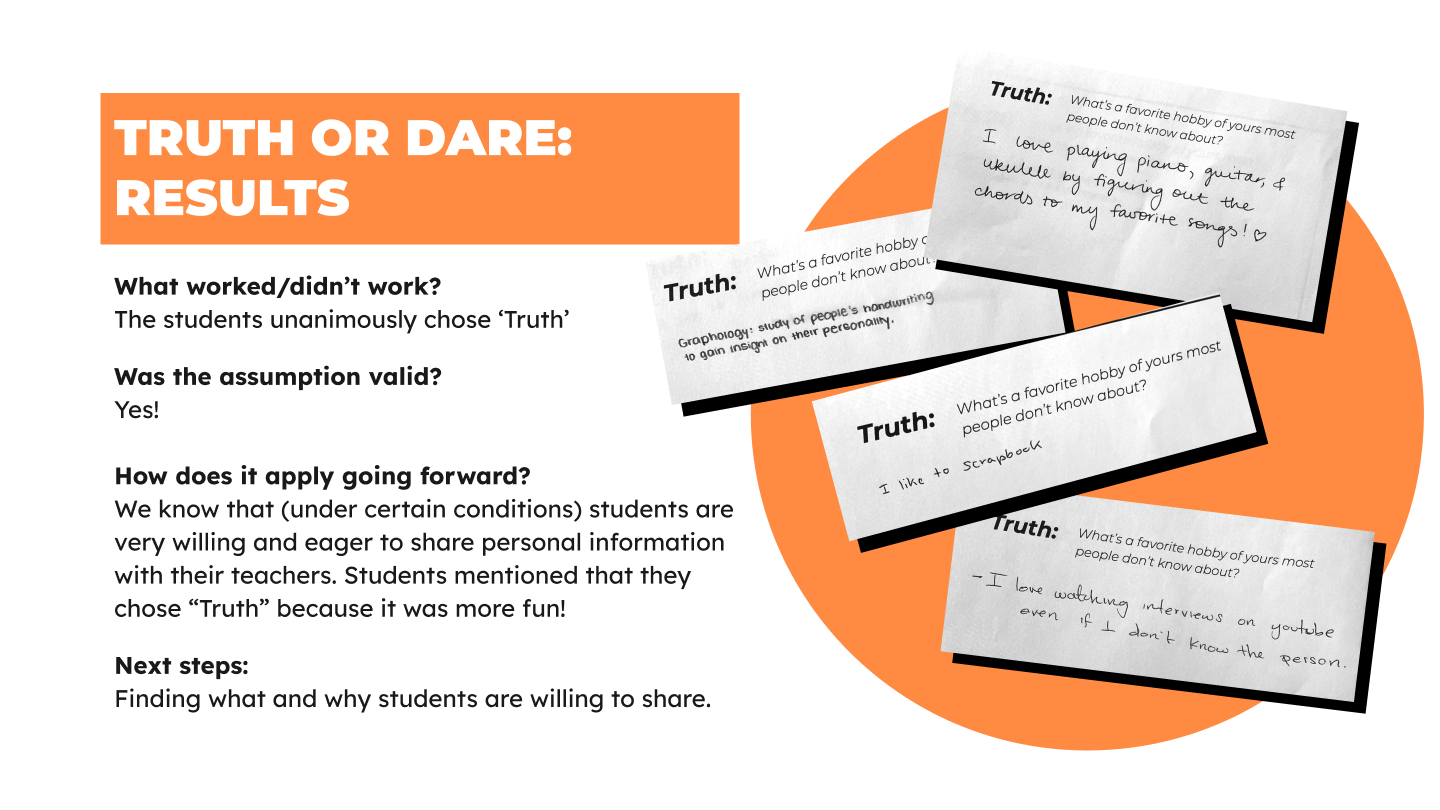 TRUTH OR DARE:
RESULTS
What worked/didn't work?
The students unanimously chose ‘Truth’
Was the assumption valid?
Yes!
How does it apply going forward?
We know that (under certain conditions) students are
very willing and eager to share personal information
with their teachers. Students mentioned that they
chose “Truth” because it was more fun!
Next steps:
Finding what and why students are willing to share.
Truth: What's a favorite hobby of yours most
people don't know about?
I love playing piano, guitar, &
ukulele by figuring out the
chords to my favorite songs! ♡
Truth: What's a favorite hobby
people don't know about
Graphology: study of people's handwriting
to gain insight on their personality.
Truth: What's a favorite hobby of yours most
people don't know about?
I like to scrapbook
Truth: What's a favorite hobby of yours most
people don't know about?
- I love watching interviews on youtube
even if I don't know the person.